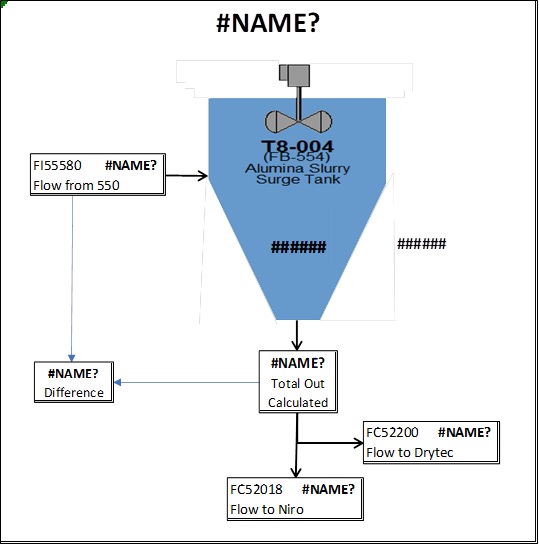 #NAME?
T8-004
(FB-554)
Alumina Slurry
Surge Tank
FI55580 #NAME?
Flow from 550
######
######
#NAME?
Difference
#NAME?
Total Out
Calculated
FC52200 #NAME?
Flow to Drytec
FC52018 #NAME?
Flow to Niro